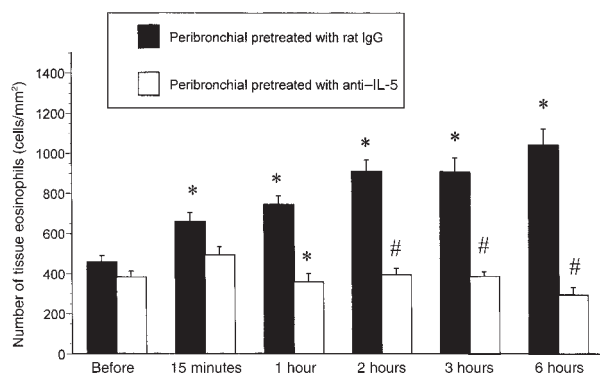 Peribronchial pretreated with rat IgG
Peribronchial pretreated with anti–IL-5
Number of tissue eosinophils (cells/mm²)
1400
1200
1000
800
600
400
200
0
* * * * *
* # # #
Before 15 minutes 1 hour 2 hours 3 hours 6 hours